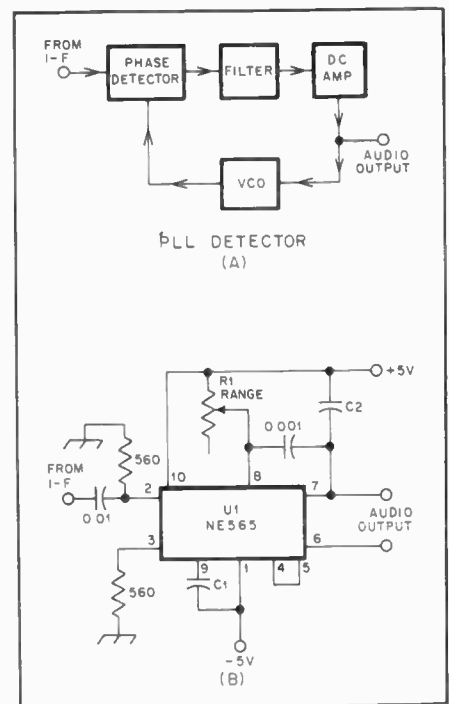 FROM
I-F
PHASE
DETECTOR
FILTER
DC
AMP
AUDIO
OUTPUT
VCO
PLL DETECTOR
(A)
+5V
R1
RANGE
C2
0.001
560
FROM
I-F
0.01
2
10
8
7
U1
NE565
AUDIO
OUTPUT
3
6
9
1
4
5
C1
560
-5V
(B)